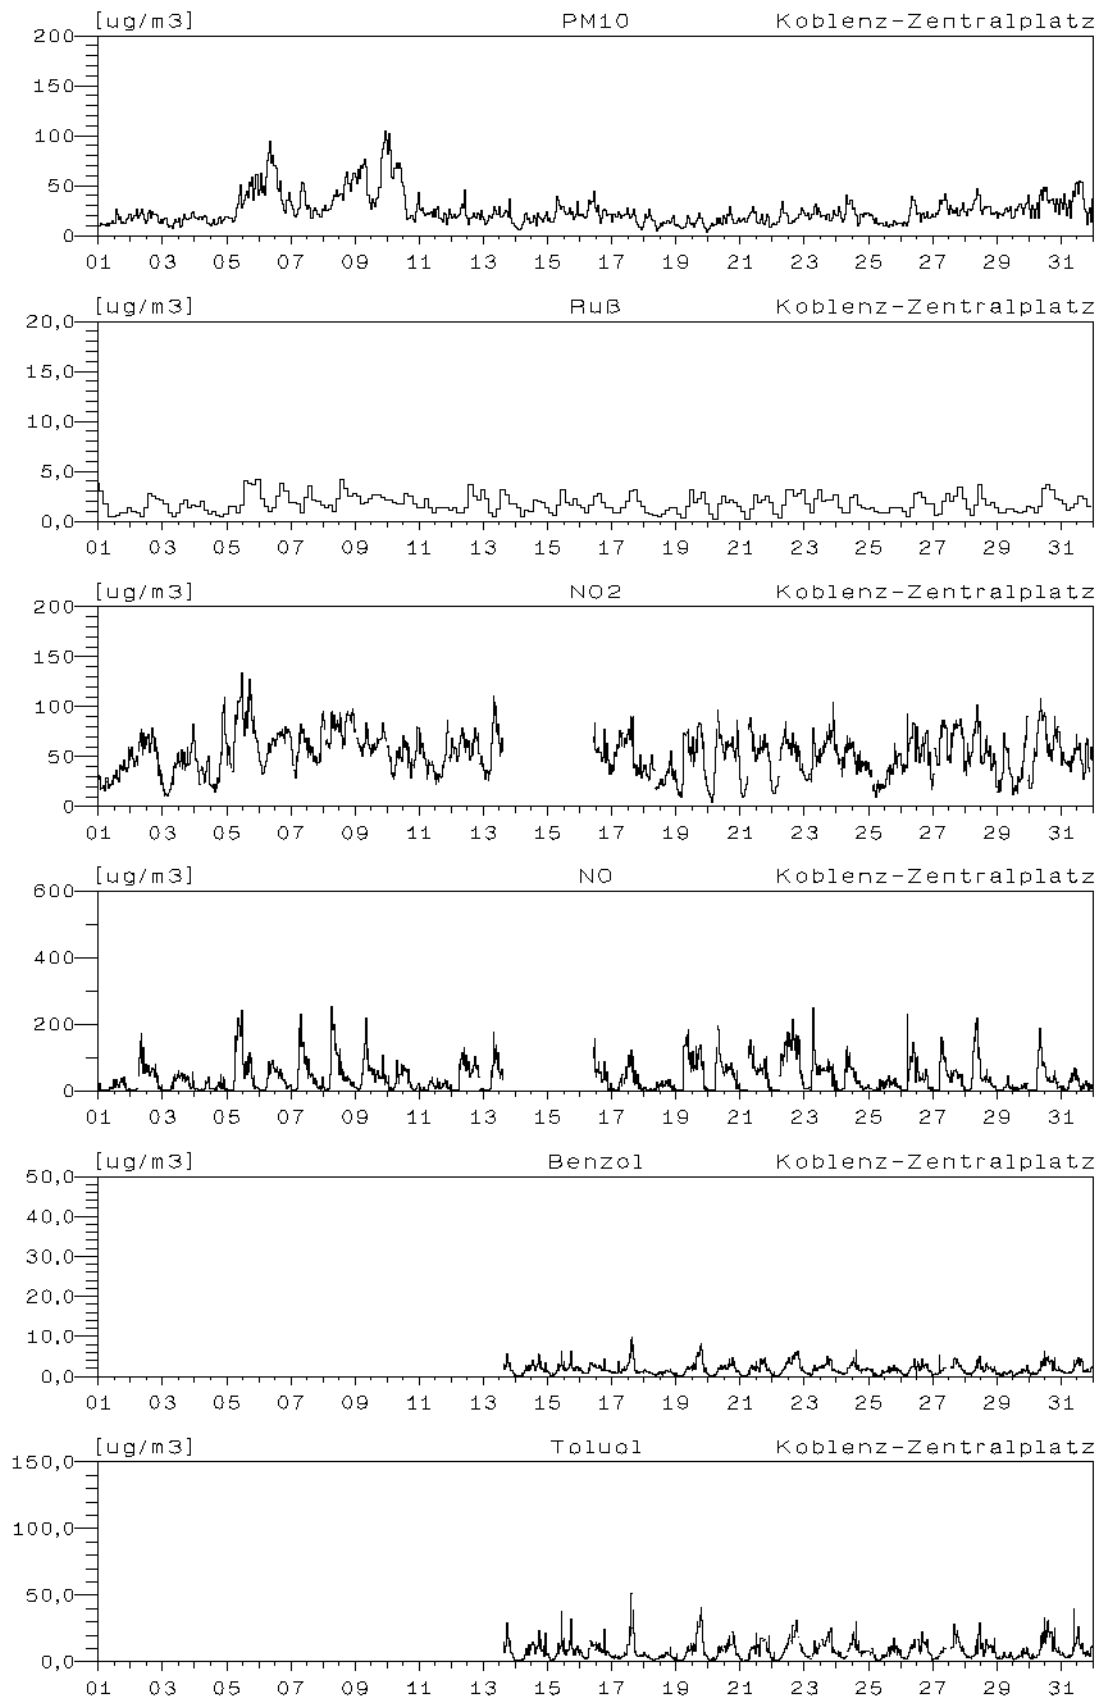 [ug/m3] PM10 Koblenz-Zentralplatz
200
150
100
50
0
01 03 05 07 09 11 13 15 17 19 21 23 25 27 29 31
[ug/m3] Ruß Koblenz-Zentralplatz
20,0
15,0
10,0
5,0
0,0
01 03 05 07 09 11 13 15 17 19 21 23 25 27 29 31
[ug/m3] NO2 Koblenz-Zentralplatz
200
150
100
50
0
01 03 05 07 09 11 13 15 17 19 21 23 25 27 29 31
[ug/m3] NO Koblenz-Zentralplatz
600
400
200
0
01 03 05 07 09 11 13 15 17 19 21 23 25 27 29 31
[ug/m3] Benzol Koblenz-Zentralplatz
50,0
40,0
30,0
20,0
10,0
0,0
01 03 05 07 09 11 13 15 17 19 21 23 25 27 29 31
[ug/m3] Toluol Koblenz-Zentralplatz
150,0
100,0
50,0
0,0
01 03 05 07 09 11 13 15 17 19 21 23 25 27 29 31